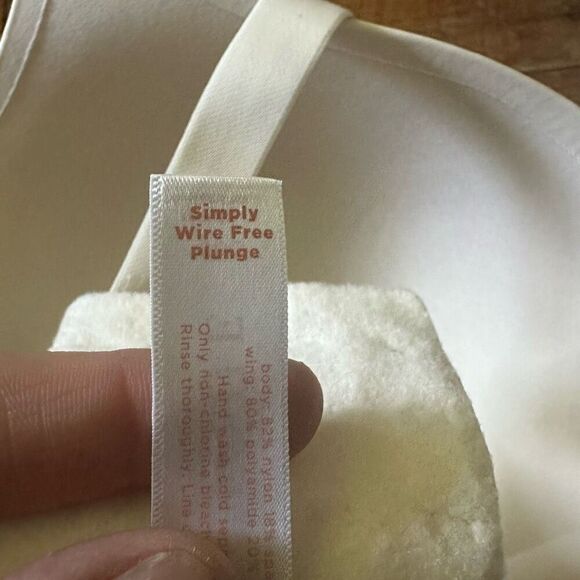 Simply
Wire Free
Plunge
body: 82% nylon 18%
wing 80% polyamide 20%
Hand wash cold
Only non-chlorine bleach
Rinse thoroughly. Line